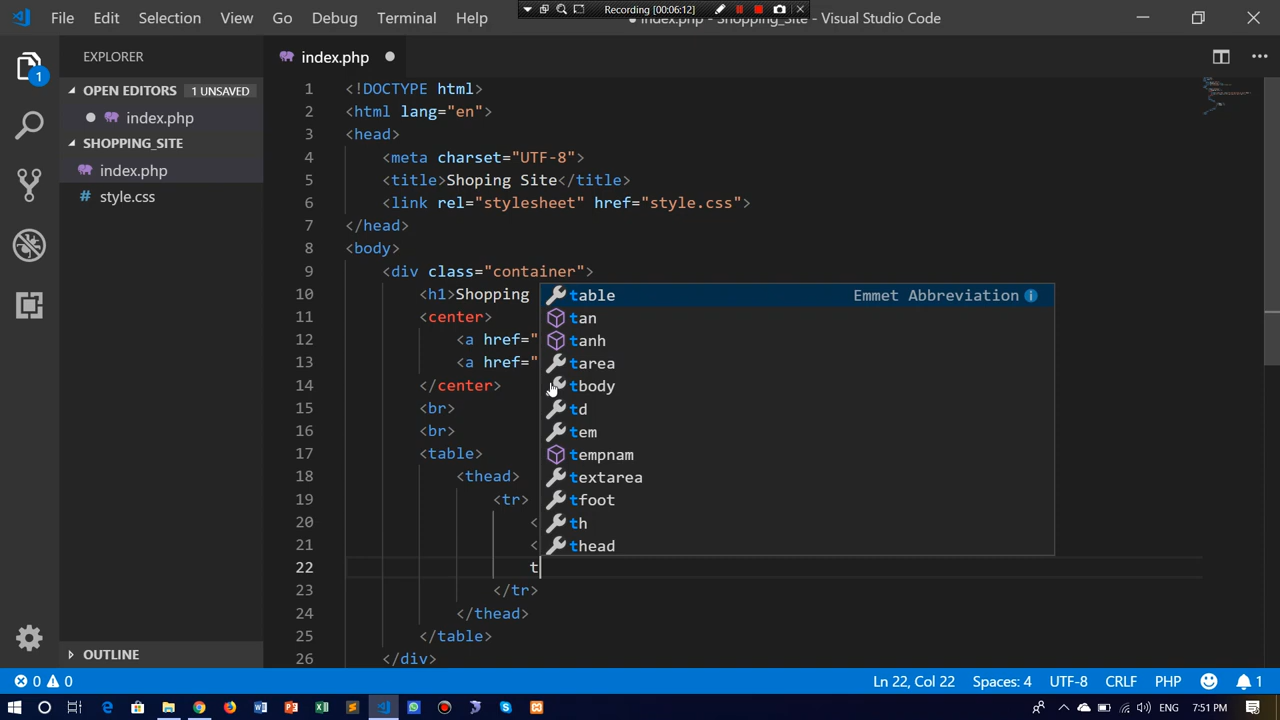 Recording [00:06:12]
File Edit Selection View Go Debug Terminal Help
index.php - Shopping_Site - Visual Studio Code
EXPLORER
index.php
OPEN EDITORS 1 UNSAVED
index.php
SHOPPING_SITE
index.php
style.css
OUTLINE
1 <!DOCTYPE html>
2 <html lang="en">
3 <head>
4 <meta charset="UTF-8">
5 <title>Shoping Site</title>
6 <link rel="stylesheet" href="style.css">
7 </head>
8 <body>
9 <div class="container">
10 <h1>Shopping
11 <center>
12 <a href="
13 <a href="
14 </center>
15 <br>
16 <br>
17 <table>
18 <thead>
19 <tr>
20 <
21 <
22 t
23 </tr>
24 </thead>
25 </table>
26 </div>
table Emmet Abbreviation
tan
tanh
tarea
tbody
td
tem
tempnam
textarea
tfoot
th
thead
1
0 0 Ln 22, Col 22 Spaces: 4 UTF-8 CRLF PHP 1
ENG 7:51 PM